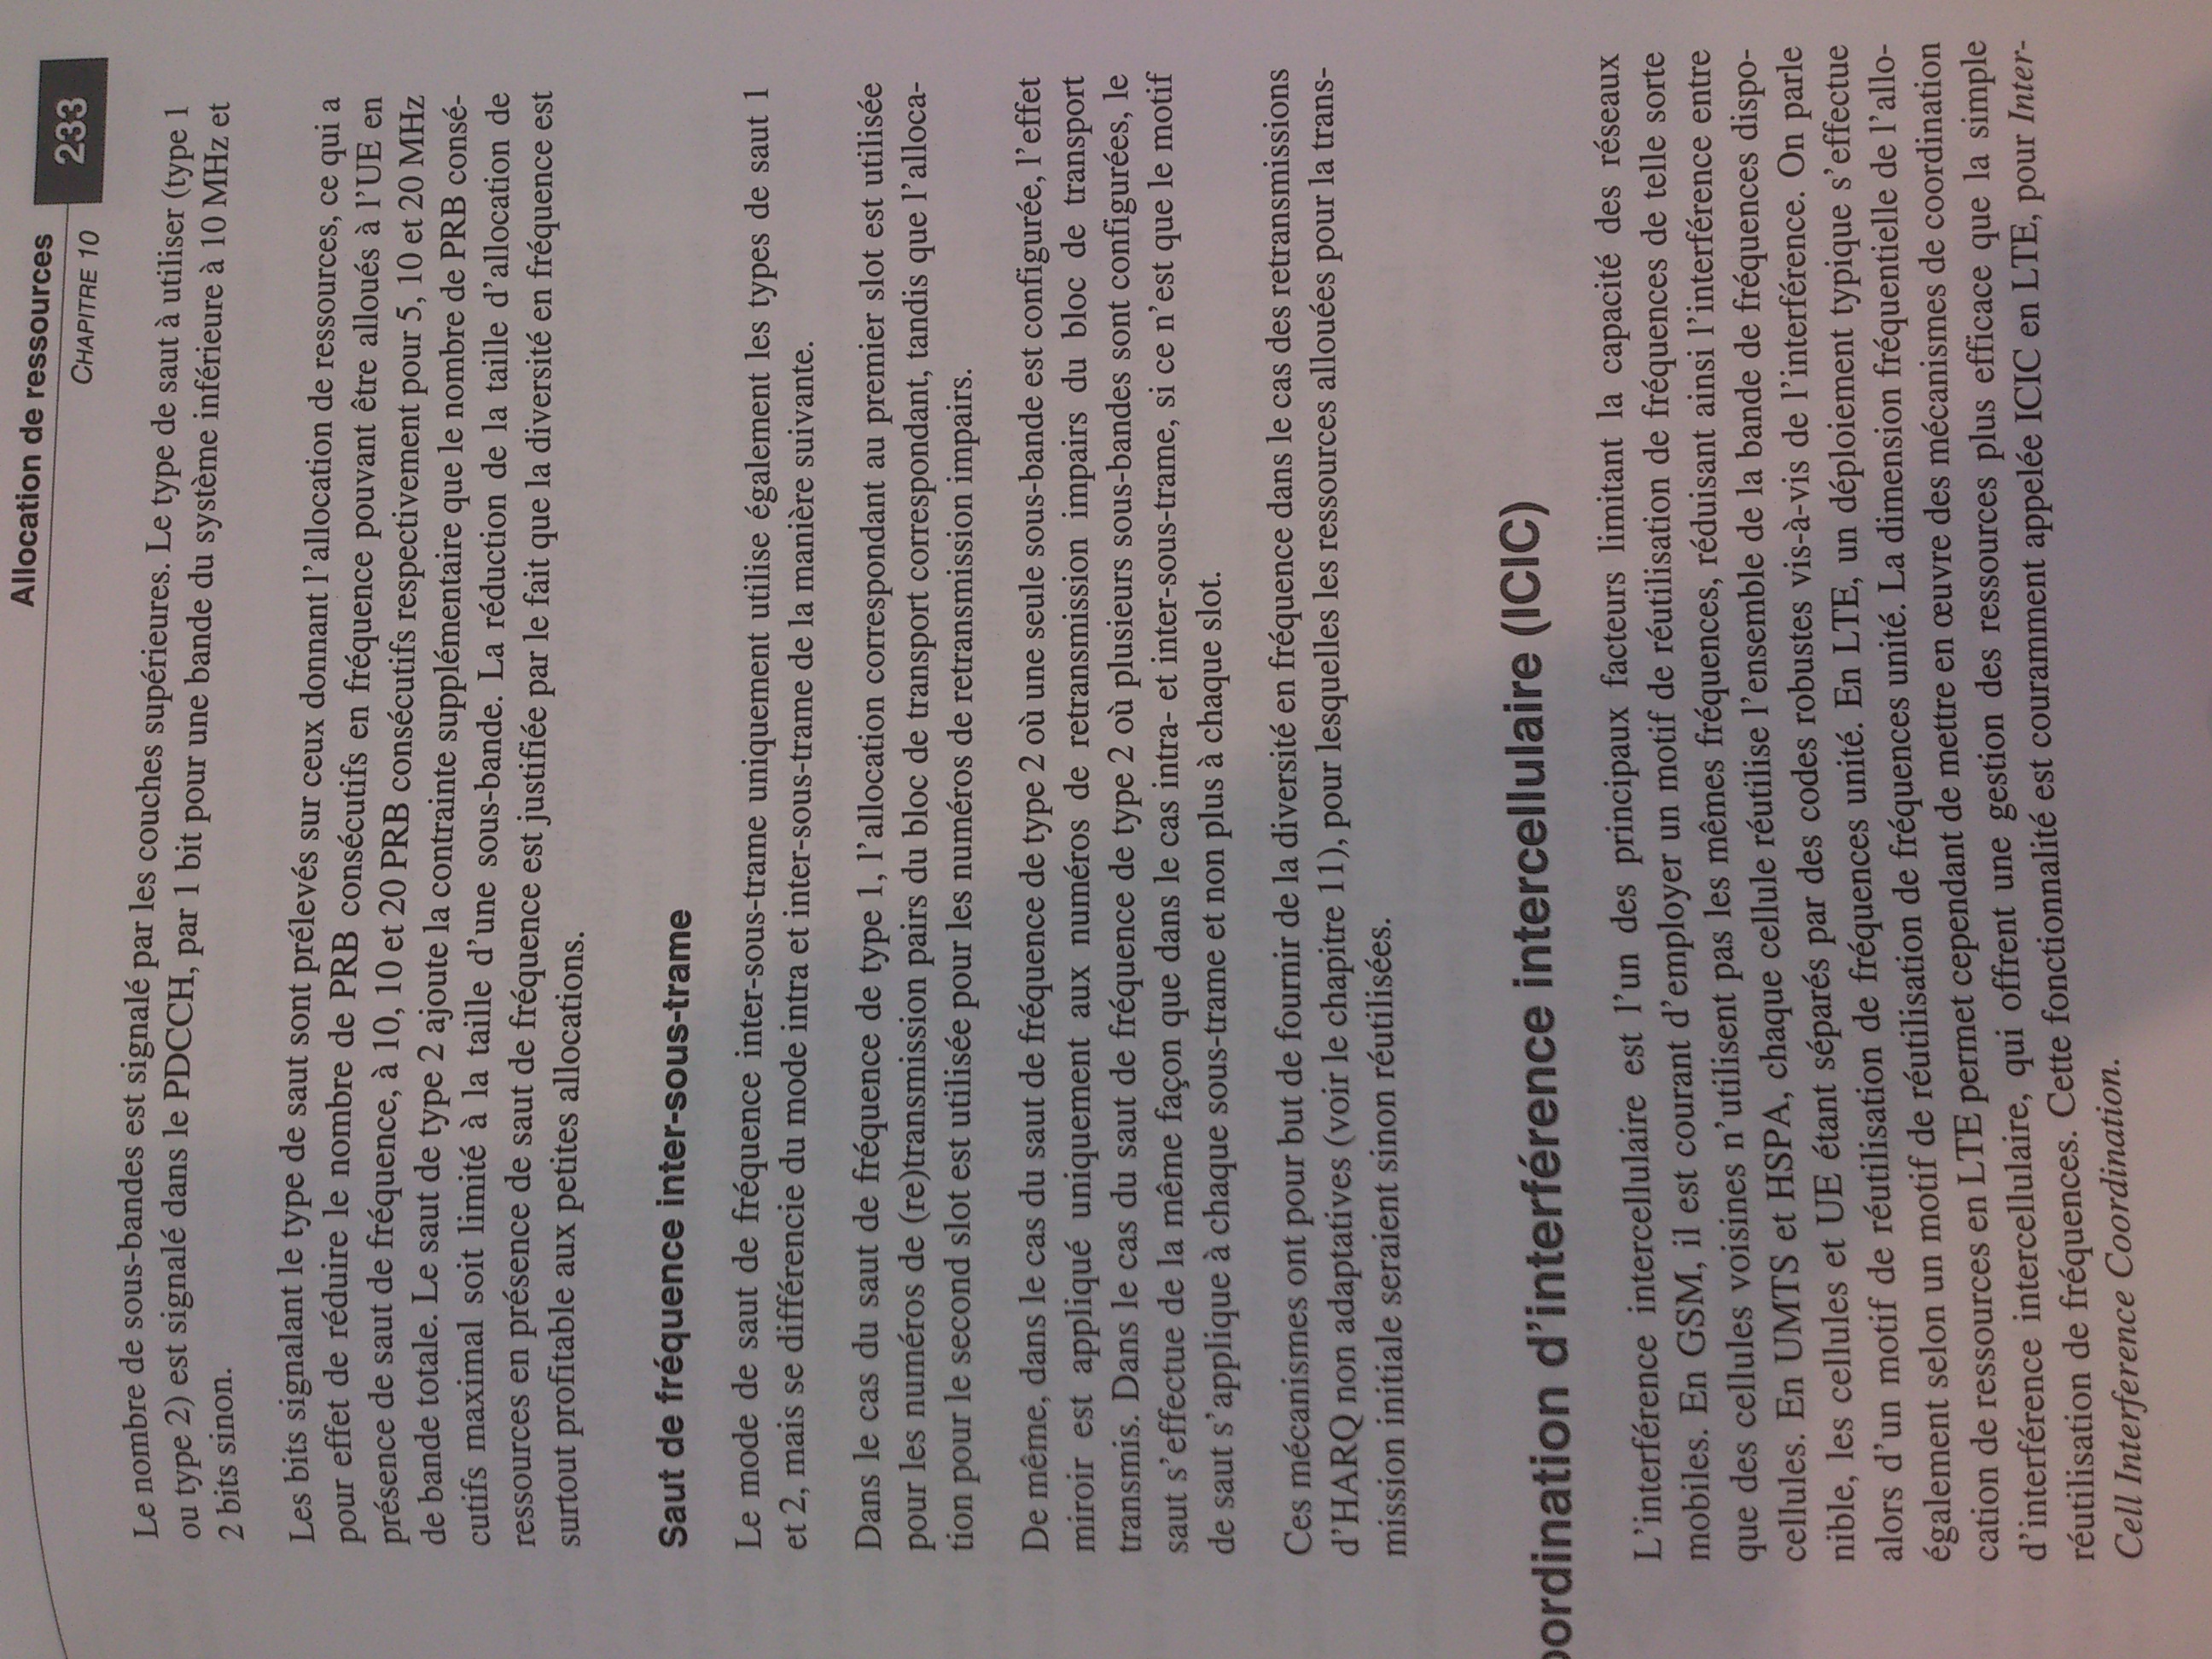 Allocation de ressources
CHAPITRE 10
233
Le nombre de sous-bandes est signalé par les couches supérieures. Le type de saut à utiliser (type 1
ou type 2) est signalé dans le PDCCH, par 1 bit pour une bande du système inférieure à 10 MHz et
2 bits sinon.
Les bits signalant le type de saut sont prélevés sur ceux donnant l'allocation de ressources, ce qui a
pour effet de réduire le nombre de PRB consécutifs en fréquence pouvant être alloués à l'UE en
présence de saut de fréquence, à 10, 10 et 20 PRB consécutifs respectivement pour 5, 10 et 20 MHz
de bande totale. Le saut de type 2 ajoute la contrainte supplémentaire que le nombre de PRB consé-
cutifs maximal soit limité à la taille d'une sous-bande. La réduction de la taille d'allocation de
ressources en présence de saut de fréquence est justifiée par le fait que la diversité en fréquence est
surtout profitable aux petites allocations.
Saut de fréquence inter-sous-trame
Le mode de saut de fréquence inter-sous-trame uniquement utilise également les types de saut 1
et 2, mais se différencie du mode intra et inter-sous-trame de la manière suivante.
Dans le cas du saut de fréquence de type 1, l'allocation correspondant au premier slot est utilisée
pour les numéros de (re)transmission pairs du bloc de transport correspondant, tandis que l'alloca-
tion pour le second slot est utilisée pour les numéros de retransmission impairs.
De même, dans le cas du saut de fréquence de type 2 où une seule sous-bande est configurée, l'effet
miroir est appliqué uniquement aux numéros de retransmission impairs du bloc de transport
transmis. Dans le cas du saut de fréquence de type 2 où plusieurs sous-bandes sont configurées, le
saut s'effectue de la même façon que dans le cas intra- et inter-sous-trame, si ce n'est que le motif
de saut s'applique à chaque sous-trame et non plus à chaque slot.
Ces mécanismes ont pour but de fournir de la diversité en fréquence dans le cas des retransmissions
d'HARQ non adaptatives (voir le chapitre 11), pour lesquelles les ressources allouées pour la trans-
mission initiale seraient sinon réutilisées.
oordination d'interférence intercellulaire (ICIC)
L'interférence intercellulaire est l'un des principaux facteurs limitant la capacité des réseaux
mobiles. En GSM, il est courant d'employer un motif de réutilisation de fréquences de telle sorte
que des cellules voisines n'utilisent pas les mêmes fréquences, réduisant ainsi l'interférence entre
cellules. En UMTS et HSPA, chaque cellule réutilise l'ensemble de la bande de fréquences dispo-
nible, les cellules et UE étant séparés par des codes robustes vis-à-vis de l'interférence. On parle
alors d'un motif de réutilisation de fréquences unité. En LTE, un déploiement typique s'effectue
également selon un motif de réutilisation de fréquences unité. La dimension fréquentielle de l'allo-
cation de ressources en LTE permet cependant de mettre en œuvre des mécanismes de coordination
d'interférence intercellulaire, qui offrent une gestion des ressources plus efficace que la simple
réutilisation de fréquences. Cette fonctionnalité est couramment appelée ICIC en LTE, pour Inter-
Cell Interference Coordination.